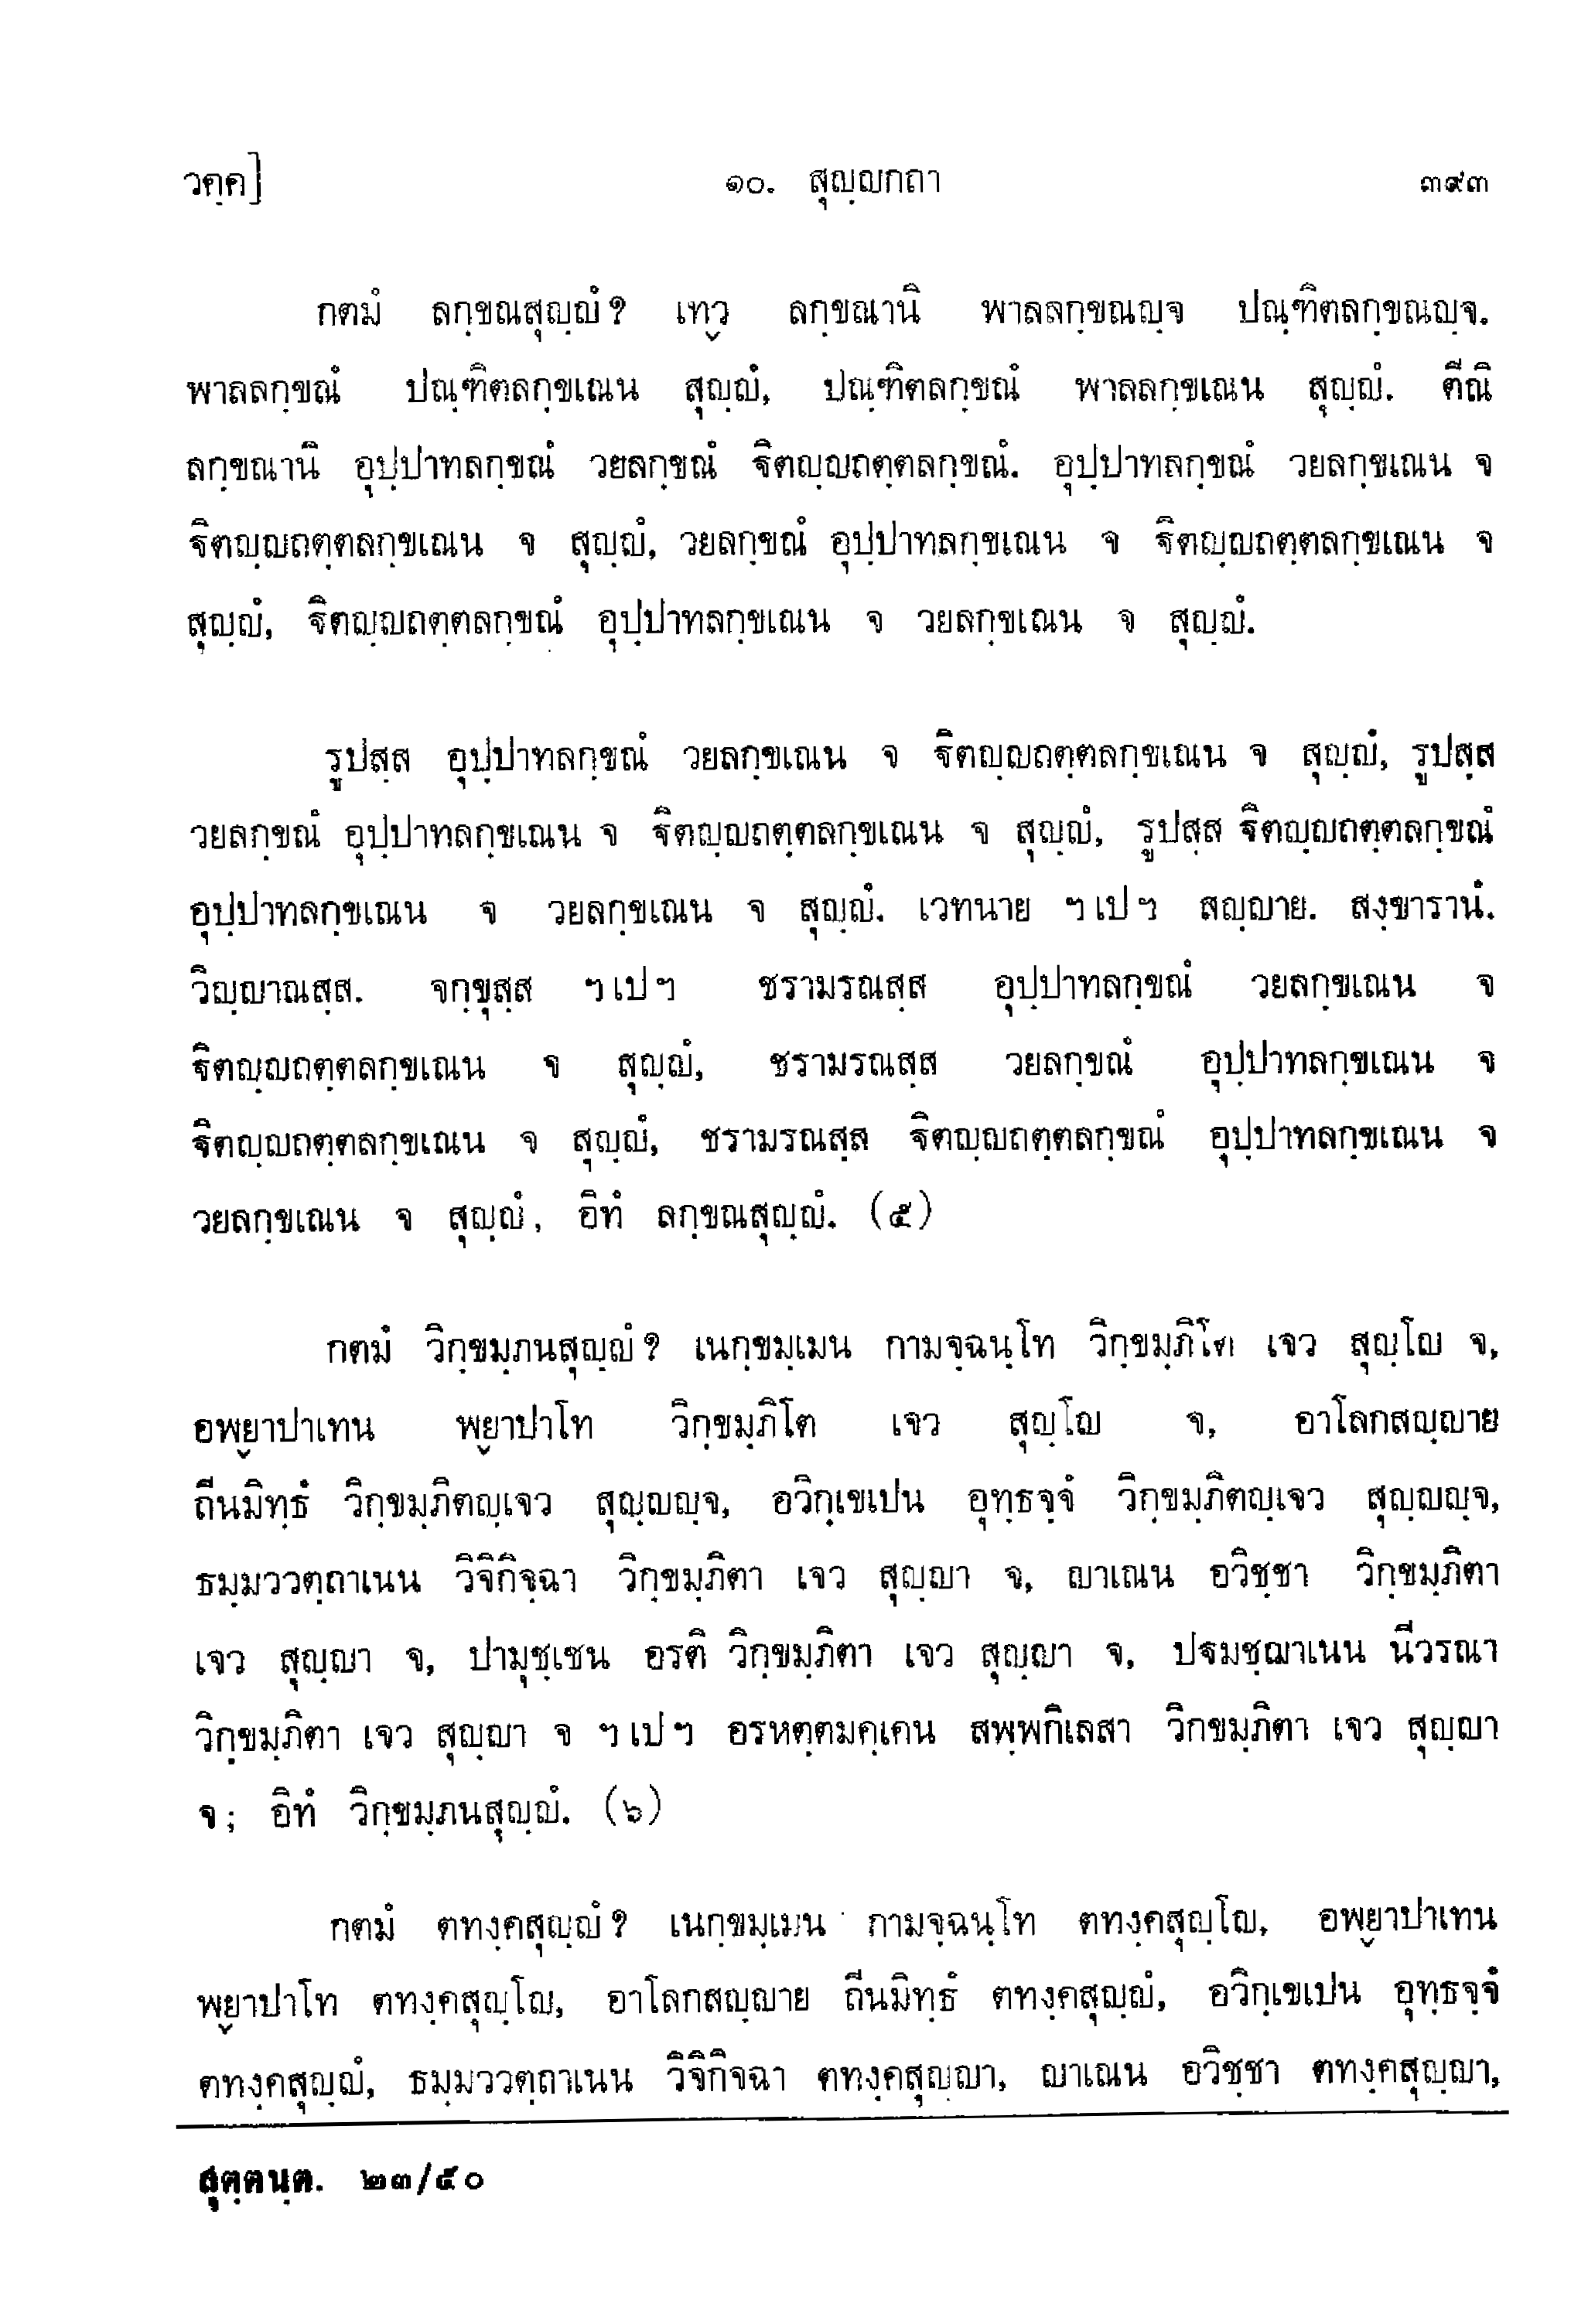 วคฺค] ๑๐. สุญฺญกถา ๓๙๓
กตมํ ลกฺขณสุญฺญํ? เทฺว ลกฺขณานิ พาลลกฺขณญฺจ ปณฺฑิตลกฺขณญฺจ.
พาลลกฺขณํ ปณฺฑิตลกฺขเณน สุญฺญํ, ปณฺฑิตลกฺขณํ พาลลกฺขเณน สุญฺญํ. ตีณิ
ลกฺขณานิ อุปฺปาทลกฺขณํ วยลกฺขณํ ฐิตญฺญถตฺตลกฺขณํ. อุปฺปาทลกฺขณํ วยลกฺขเณน จ
ฐิตญฺญถตฺตลกฺขเณน จ สุญฺญํ, วยลกฺขณํ อุปฺปาทลกฺขเณน จ ฐิตญฺญถตฺตลกฺขเณน จ
สุญฺญํ, ฐิตญฺญถตฺตลกฺขณํ อุปฺปาทลกฺขเณน จ วยลกฺขเณน จ สุญฺญํ.
รูปสฺส อุปฺปาทลกฺขณํ วยลกฺขเณน จ ฐิตญฺญถตฺตลกฺขเณน จ สุญฺญํ, รูปสฺส
วยลกฺขณํ อุปฺปาทลกฺขเณน จ ฐิตญฺญถตฺตลกฺขเณน จ สุญฺญํ, รูปสฺส ฐิตญฺญถตฺตลกฺขณํ
อุปฺปาทลกฺขเณน จ วยลกฺขเณน จ สุญฺญํ. เวทนาย ฯ เป ฯ สญฺญาย. สงฺขารานํ.
วิญฺญาณสฺส. จกฺขุสฺส ฯ เป ฯ ชรามรณสฺส อุปฺปาทลกฺขณํ วยลกฺขเณน จ
ฐิตญฺญถตฺตลกฺขเณน จ สุญฺญํ, ชรามรณสฺส วยลกฺขณํ อุปฺปาทลกฺขเณน จ
ฐิตญฺญถตฺตลกฺขเณน จ สุญฺญํ, ชรามรณสฺส ฐิตญฺญถตฺตลกฺขณํ อุปฺปาทลกฺขเณน จ
วยลกฺขเณน จ สุญฺญํ, อิทํ ลกฺขณสุญฺญํ. (๕)
กตมํ วิกฺขมฺภนสุญฺญํ? เนกฺขมฺเมน กามจฺฉนฺโท วิกฺขมฺภิโต เจว สุญฺโญ จ,
อพฺยาปาเทน พฺยาปาโท วิกฺขมฺภิโต เจว สุญฺโญ จ, อาโลกสญฺญาย
ถีนมิทฺธํ วิกฺขมฺภิตญฺเจว สุญฺญญฺจ, อวิกฺเขเปน อุทฺธจฺจํ วิกฺขมฺภิตญฺเจว สุญฺญญฺจ,
ธมฺมววตฺถาเนน วิจิกิจฺฉา วิกฺขมฺภิตา เจว สุญฺญา จ, ญาเณน อวิชฺชา วิกฺขมฺภิตา
เจว สุญฺญา จ, ปามุชฺเชน อรติ วิกฺขมฺภิตา เจว สุญฺญา จ, ปฐมชฺฌาเนน นีวรณา
วิกฺขมฺภิตา เจว สุญฺญา จ ฯ เป ฯ อรหตฺตมคฺเคน สพฺพกิเลสา วิกขมฺภิตา เจว สุญฺญา
จ; อิทํ วิกฺขมฺภนสุญฺญํ. (๖)
กตมํ ตทงฺคสุญฺญํ? เนกฺขมฺเมน กามจฺฉนฺโท ตทงฺคสุญฺโญ, อพฺยาปาเทน
พฺยาปาโท ตทงฺคสุญฺโญ, อาโลกสญฺญาย ถีนมิทฺธํ ตทงฺคสุญฺญํ, อวิกฺเขเปน อุทฺธจฺจํ
ตทงฺคสุญฺญํ, ธมฺมววตฺถาเนน วิจิกิจฉา ตทงฺคสุญฺญา, ญาเณน อวิชฺชา ตทงฺคสุญฺญา,
สุตฺตนฺต. ๒๓/๕๐